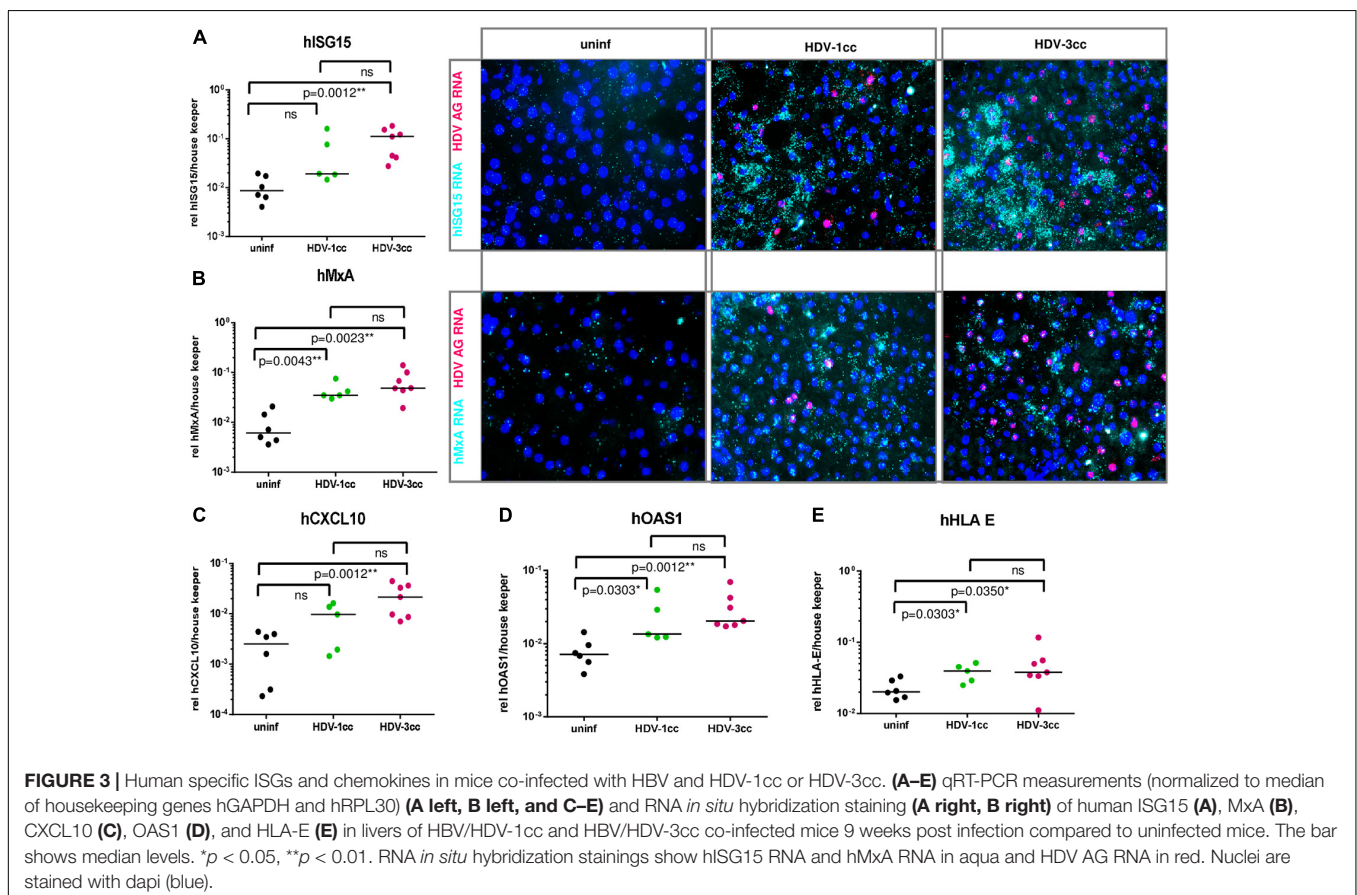 A
hISG15
ns
ns
p=0.0012**
ns
rel hISG15/house keeper
10^0
10^-1
10^-2
10^-3
uninf
HDV-1cc
HDV-3cc
uninf
HDV-1cc
HDV-3cc
hISG15 RNA HDV AG RNA
B
hMxA
ns
p=0.0023**
p=0.0043**
rel hMxA/house keeper
10^0
10^-1
10^-2
10^-3
uninf
HDV-1cc
HDV-3cc
hMxA RNA HDV AG RNA
C
hCXCL10
ns
p=0.0012**
ns
rel hCXCL10/house keeper
10^-1
10^-2
10^-3
10^-4
uninf
HDV-1cc
HDV-3cc
D
hOAS1
ns
p=0.0012**
p=0.0303*
rel hOAS1/house keeper
10^-1
10^-2
10^-3
uninf
HDV-1cc
HDV-3cc
E
hHLA E
ns
p=0.0350*
p=0.0303*
rel hHLA-E/house keeper
10^0
10^-1
10^-2
uninf
HDV-1cc
HDV-3cc
FIGURE 3 | Human specific ISGs and chemokines in mice co-infected with HBV and HDV-1cc or HDV-3cc. (A–E) qRT-PCR measurements (normalized to median
of housekeeping genes hGAPDH and hRPL30) (A left, B left, and C–E) and RNA in situ hybridization staining (A right, B right) of human ISG15 (A), MxA (B),
CXCL10 (C), OAS1 (D), and HLA-E (E) in livers of HBV/HDV-1cc and HBV/HDV-3cc co-infected mice 9 weeks post infection compared to uninfected mice. The bar
shows median levels. *p < 0.05, **p < 0.01. RNA in situ hybridization stainings show hISG15 RNA and hMxA RNA in aqua and HDV AG RNA in red. Nuclei are
stained with dapi (blue).